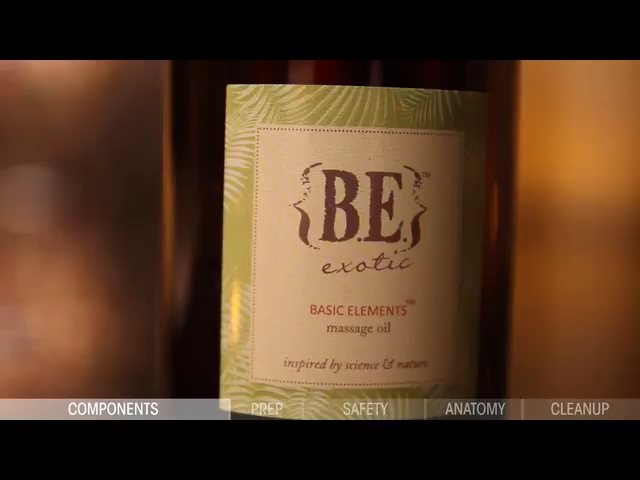 {B.E.}™
exotic
BASIC ELEMENTS™
massage oil
inspired by science & nature
COMPONENTS PREP SAFETY ANATOMY CLEANUP